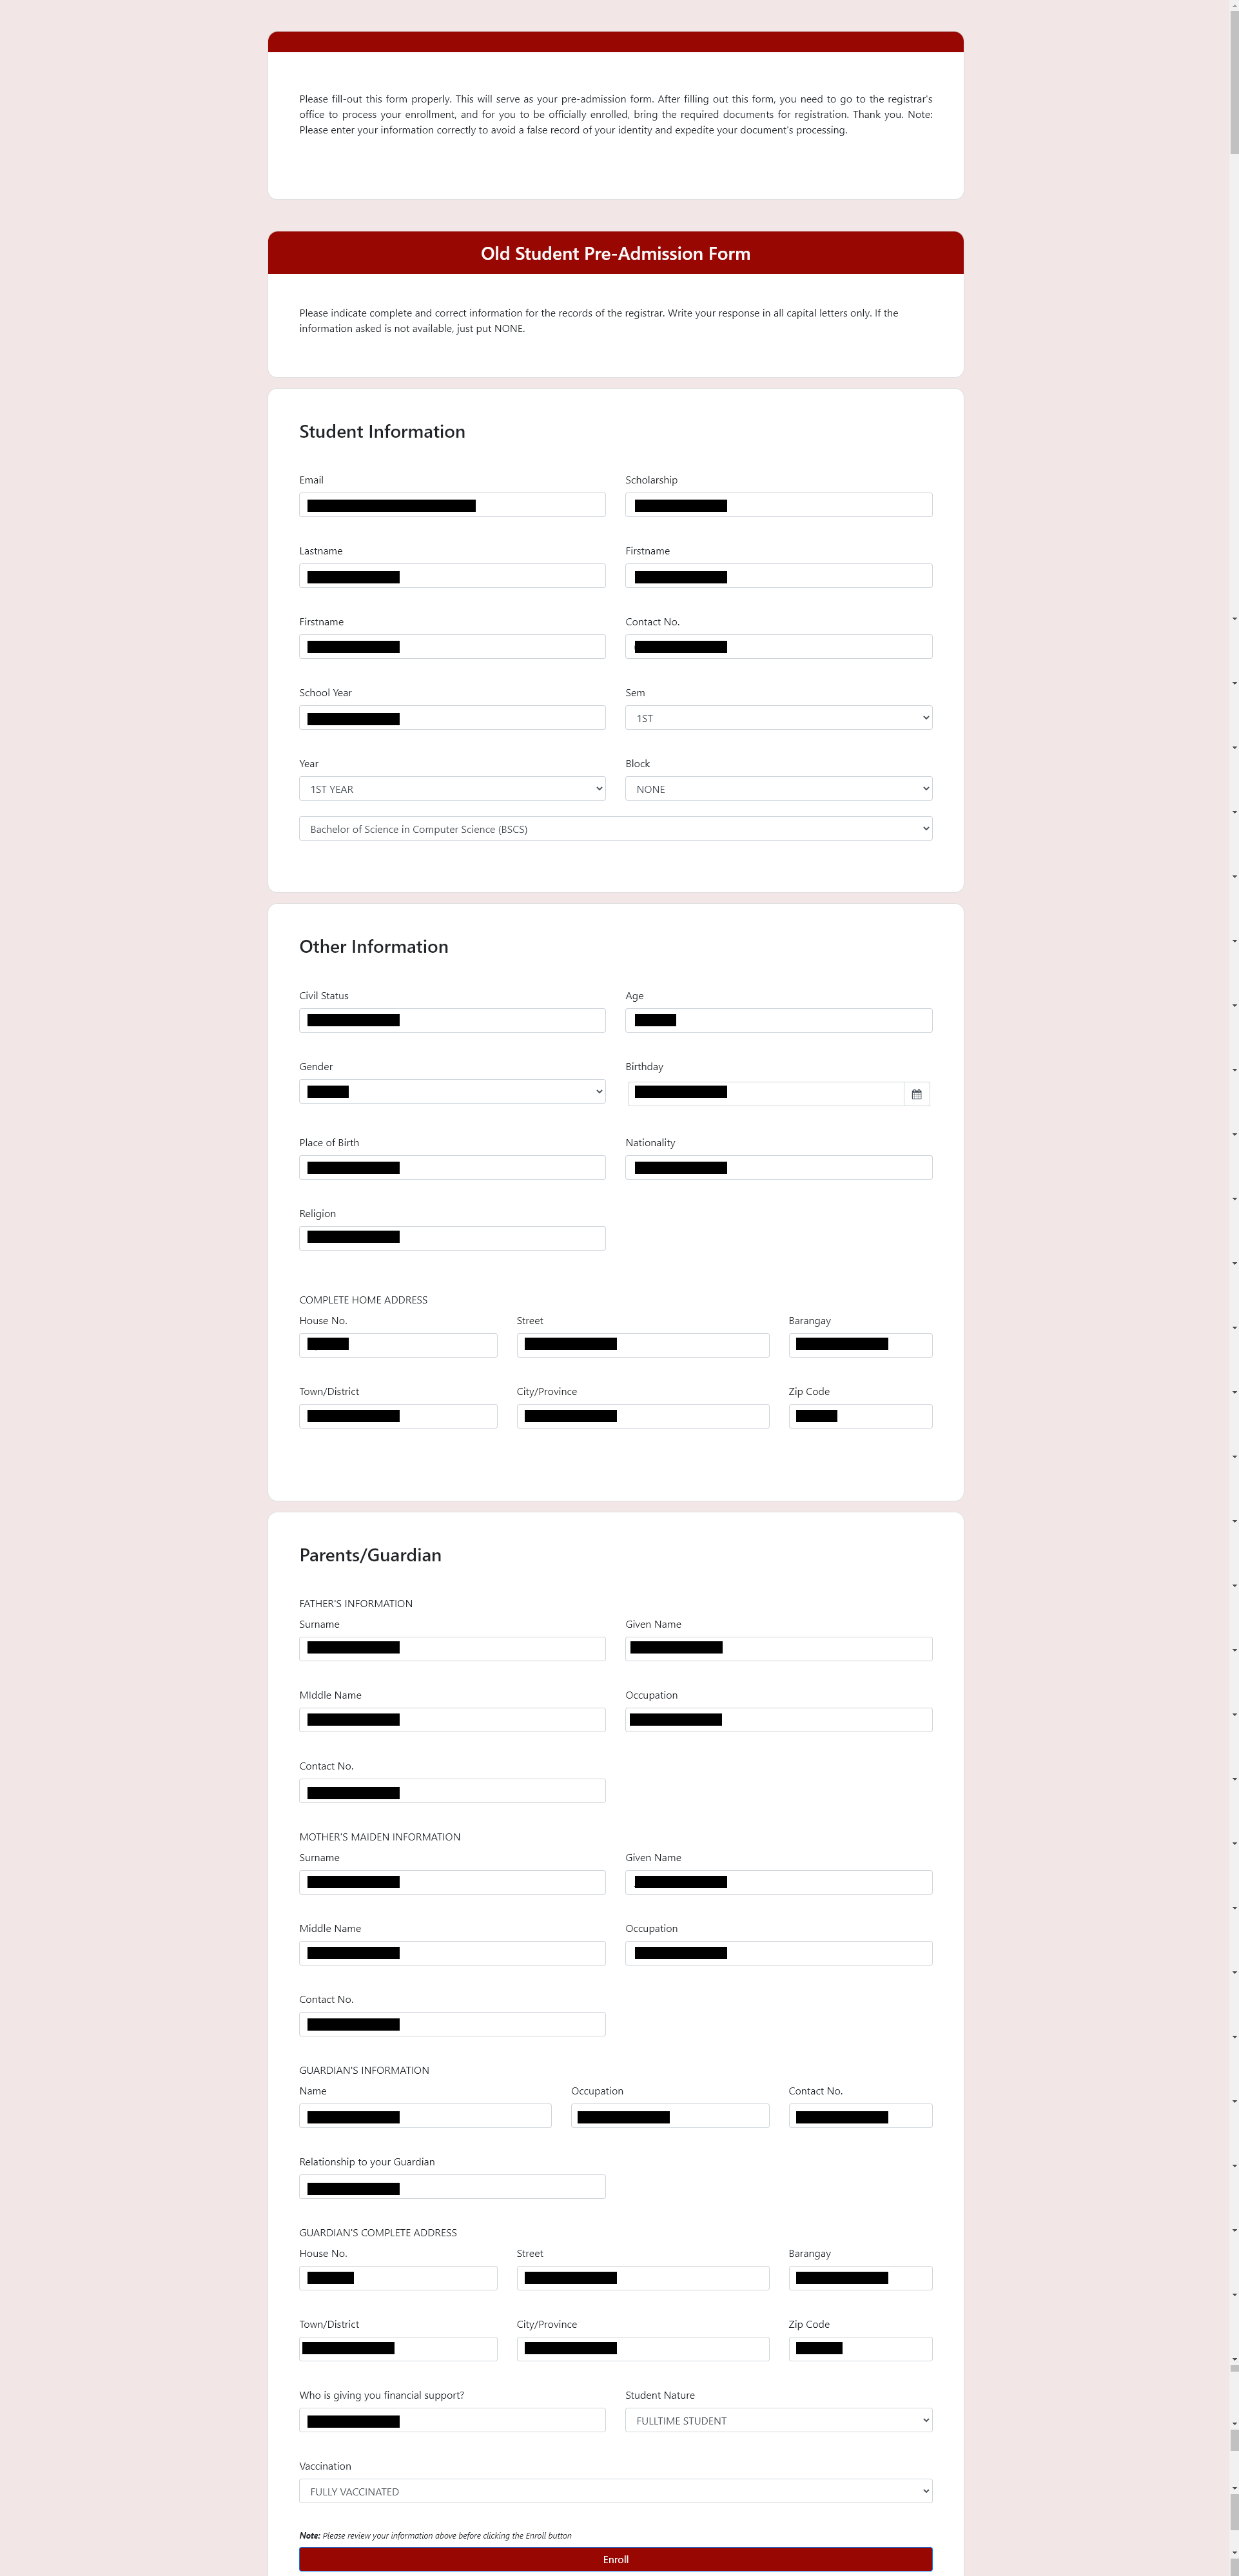 Please fill-out this form properly. This will serve as your pre-admission form. After filling out this form, you need to go to the registrar's
office to process your enrollment, and for you to be officially enrolled, bring the required documents for registration. Thank you. Note:
Please enter your information correctly to avoid a false record of your identity and expedite your document's processing.
Old Student Pre-Admission Form
Please indicate complete and correct information for the records of the registrar. Write your response in all capital letters only. If the
information asked is not available, just put NONE.
Student Information
Email Scholarship
Lastname Firstname
Firstname Contact No.
School Year Sem
1ST
Year Block
1ST YEAR NONE
Bachelor of Science in Computer Science (BSCS)
Other Information
Civil Status Age
Gender Birthday
Place of Birth Nationality
Religion
COMPLETE HOME ADDRESS
House No. Street Barangay
Town/District City/Province Zip Code
Parents/Guardian
FATHER'S INFORMATION
Surname Given Name
MIddle Name Occupation
Contact No.
MOTHER'S MAIDEN INFORMATION
Surname Given Name
Middle Name Occupation
Contact No.
GUARDIAN'S INFORMATION
Name Occupation Contact No.
Relationship to your Guardian
GUARDIAN'S COMPLETE ADDRESS
House No. Street Barangay
Town/District City/Province Zip Code
Who is giving you financial support? Student Nature
FULLTIME STUDENT
Vaccination
FULLY VACCINATED
Note: Please review your information above before clicking the Enroll button
Enroll